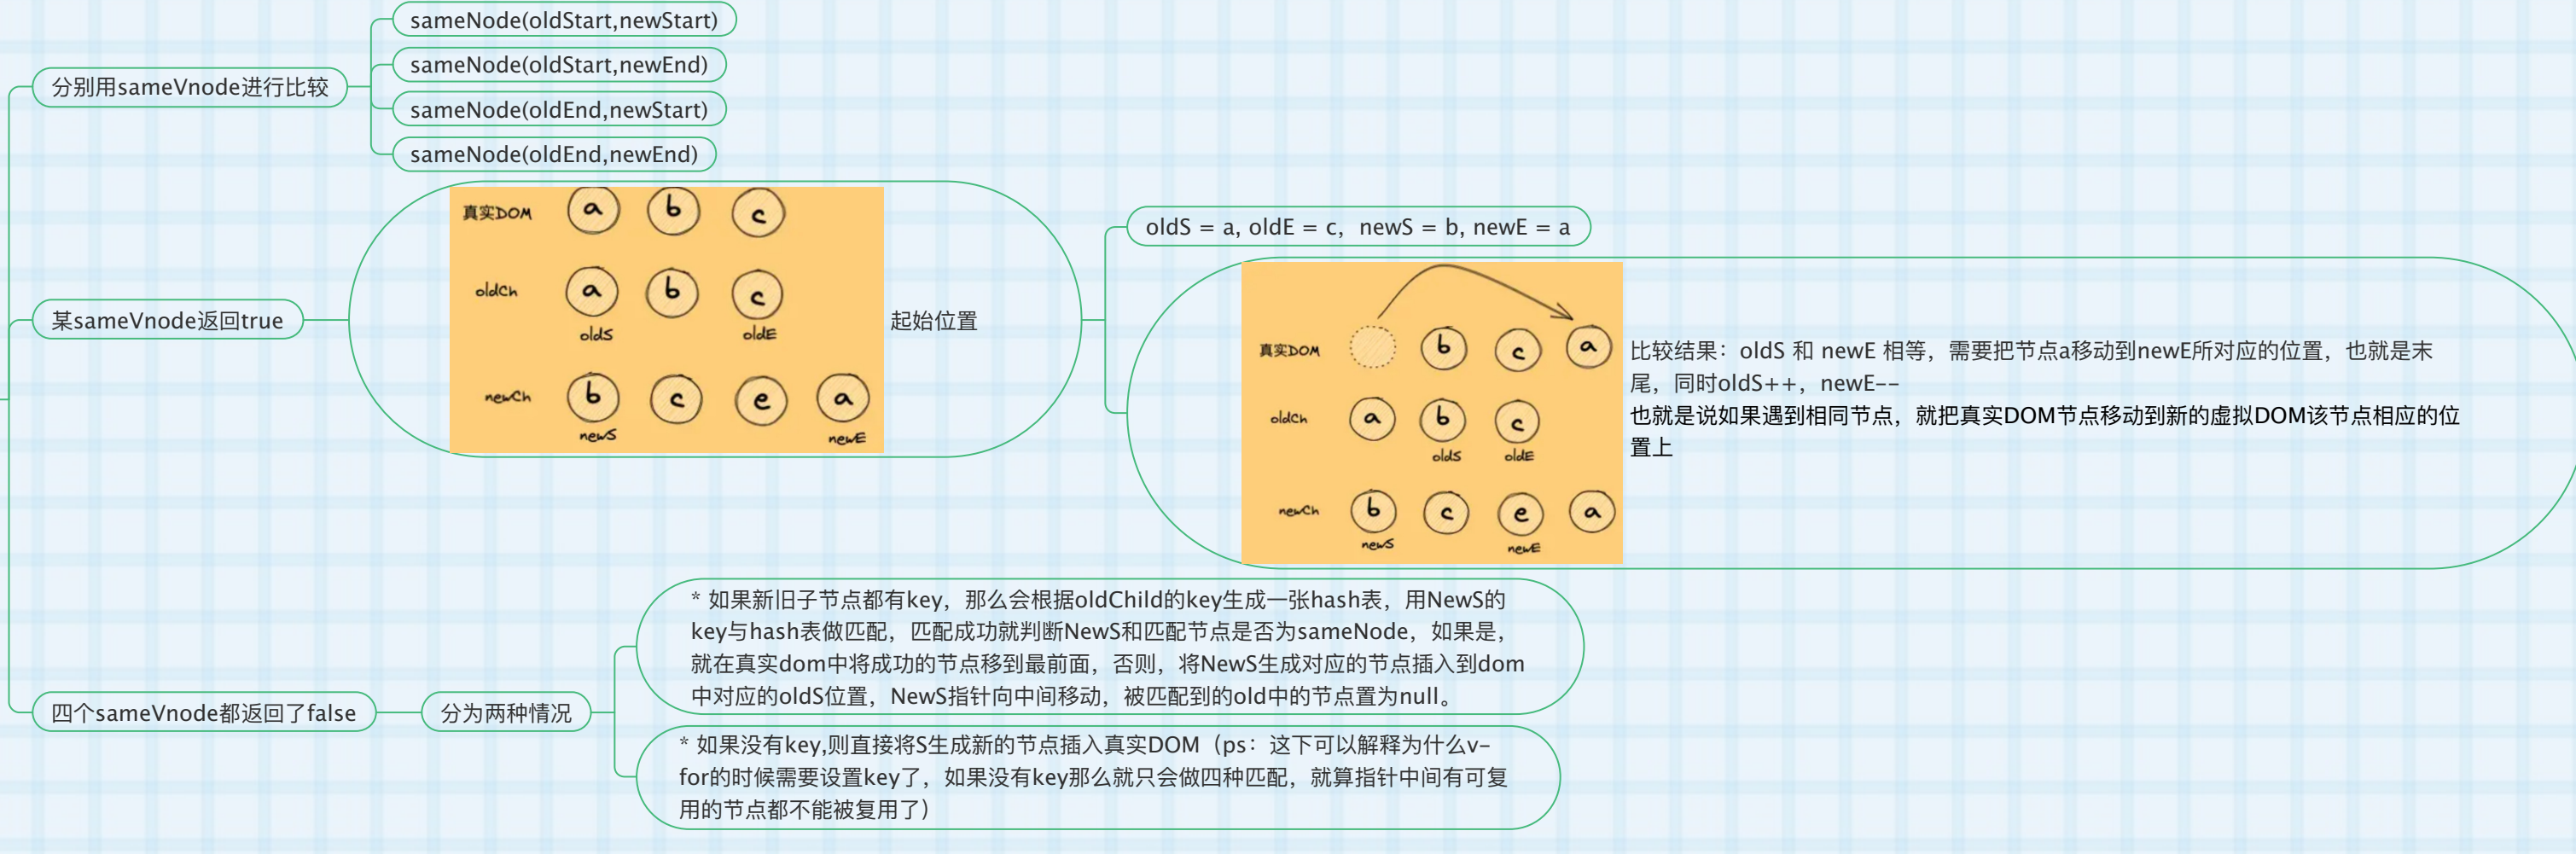 分别用sameVnode进行比较
sameNode(oldStart,newStart)
sameNode(oldStart,newEnd)
sameNode(oldEnd,newStart)
sameNode(oldEnd,newEnd)
某sameVnode返回true
真实DOM a b c
oldCh a b c
oldS oldE
newCh b c e a
newS newE
起始位置
oldS = a, oldE = c,  newS = b, newE = a
真实DOM b c a
oldCh a b c
oldS oldE
newCh b c e a
newS newE
比较结果：oldS 和 newE 相等，需要把节点a移动到newE所对应的位置，也就是末
尾，同时oldS++，newE--
也就是说如果遇到相同节点，就把真实DOM节点移动到新的虚拟DOM该节点相应的位
置上
四个sameVnode都返回了false
分为两种情况
* 如果新旧子节点都有key，那么会根据oldChild的key生成一张hash表，用NewS的
key与hash表做匹配，匹配成功就判断NewS和匹配节点是否为sameNode，如果是，
就在真实dom中将成功的节点移到最前面，否则，将NewS生成对应的节点插入到dom
中对应的oldS位置，NewS指针向中间移动，被匹配到的old中的节点置为null。
* 如果没有key,则直接将S生成新的节点插入真实DOM（ps：这下可以解释为什么v-
for的时候需要设置key了，如果没有key那么就只会做四种匹配，就算指针中间有可复
用的节点都不能被复用了）